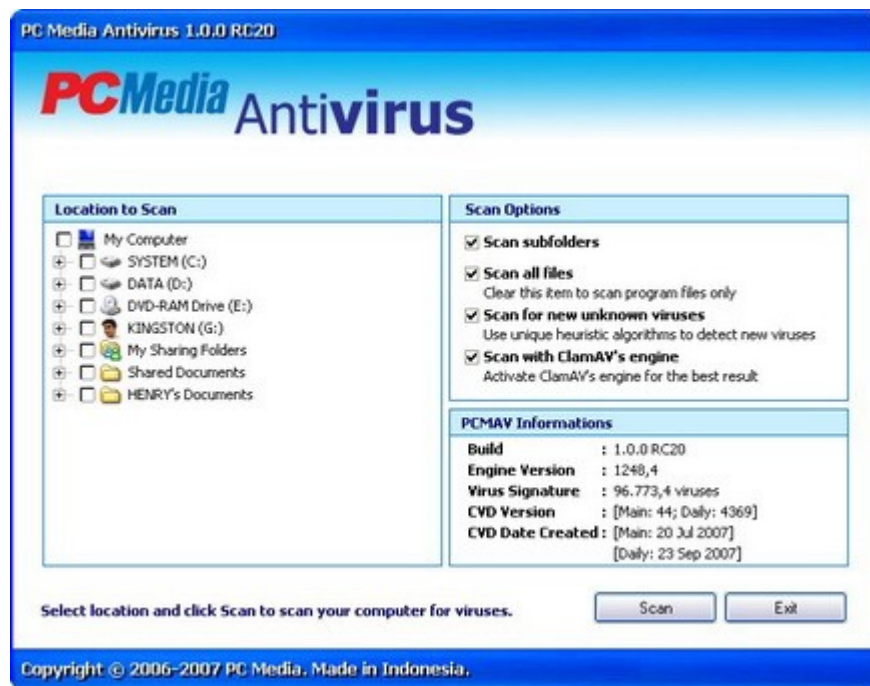 PC Media Antivirus 1.0.0 RC20
PCMedia Antivirus
Location to Scan
My Computer
SYSTEM (C:)
DATA (D:)
DVD-RAM Drive (E:)
KINGSTON (G:)
My Sharing Folders
Shared Documents
HENRY's Documents
Scan Options
Scan subfolders
Scan all files
Clear this item to scan program files only
Scan for new unknown viruses
Use unique heuristic algorithms to detect new viruses
Scan with ClamAV's engine
Activate ClamAV's engine for the best result
PCMAV Informations
Build : 1.0.0 RC20
Engine Version : 1248,4
Virus Signature : 96.773,4 viruses
CVD Version : [Main: 44; Daily: 4369]
CVD Date Created : [Main: 20 Jul 2007]
[Daily: 23 Sep 2007]
Select location and click Scan to scan your computer for viruses.
Scan
Exit
Copyright © 2006-2007 PC Media. Made in Indonesia.